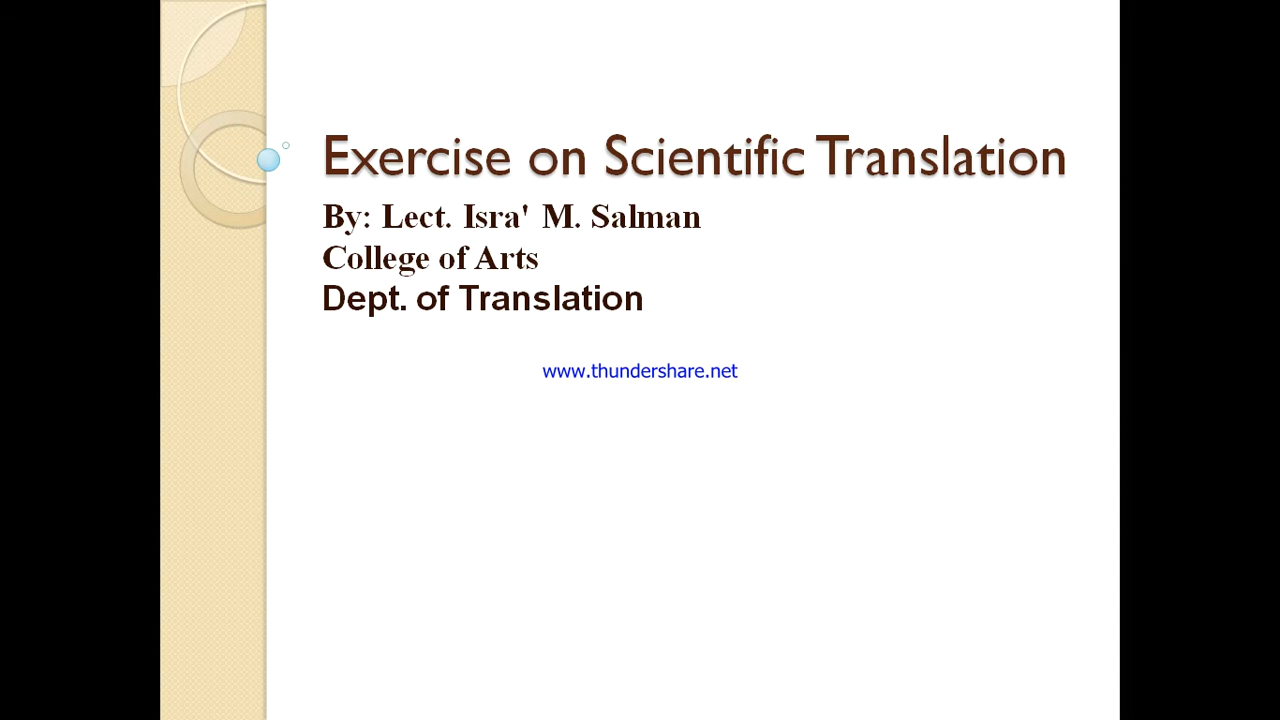 Exercise on Scientific Translation
By: Lect. Isra' M. Salman
College of Arts
Dept. of Translation
www.thundershare.net